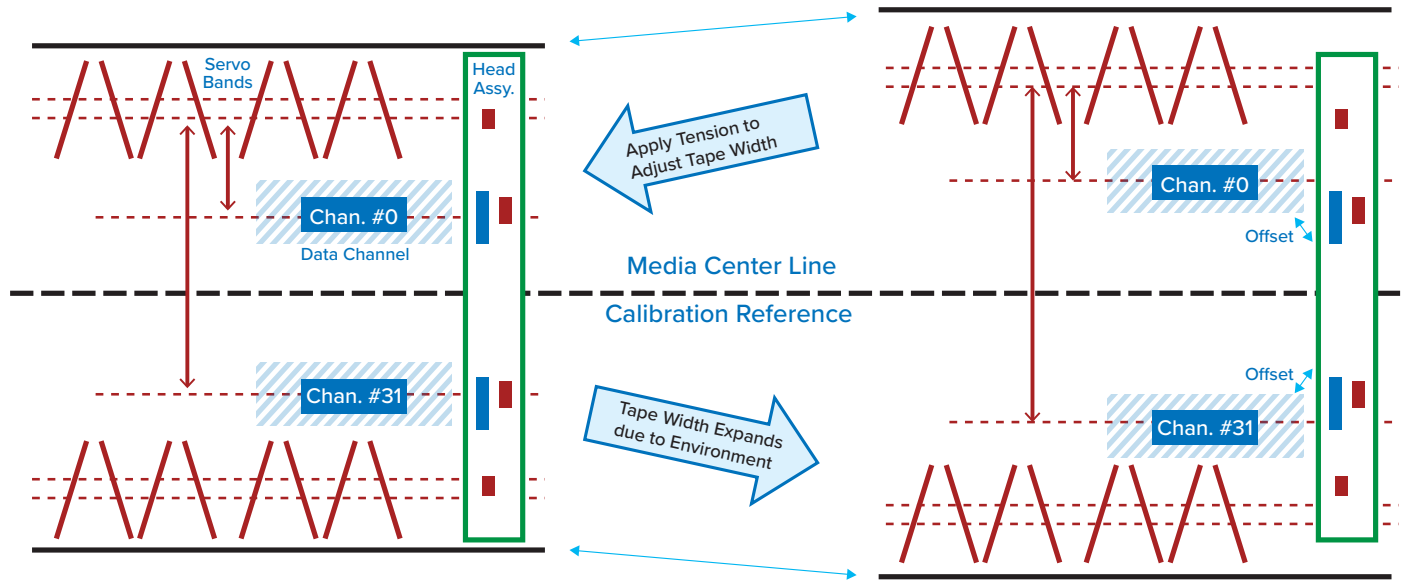 Servo
Bands
Head
Assy.
Chan. #0
Data Channel
Chan. #31
Apply Tension to
Adjust Tape Width
Media Center Line
Calibration Reference
Tape Width Expands
due to Environment
Chan. #0
Offset
Offset
Chan. #31